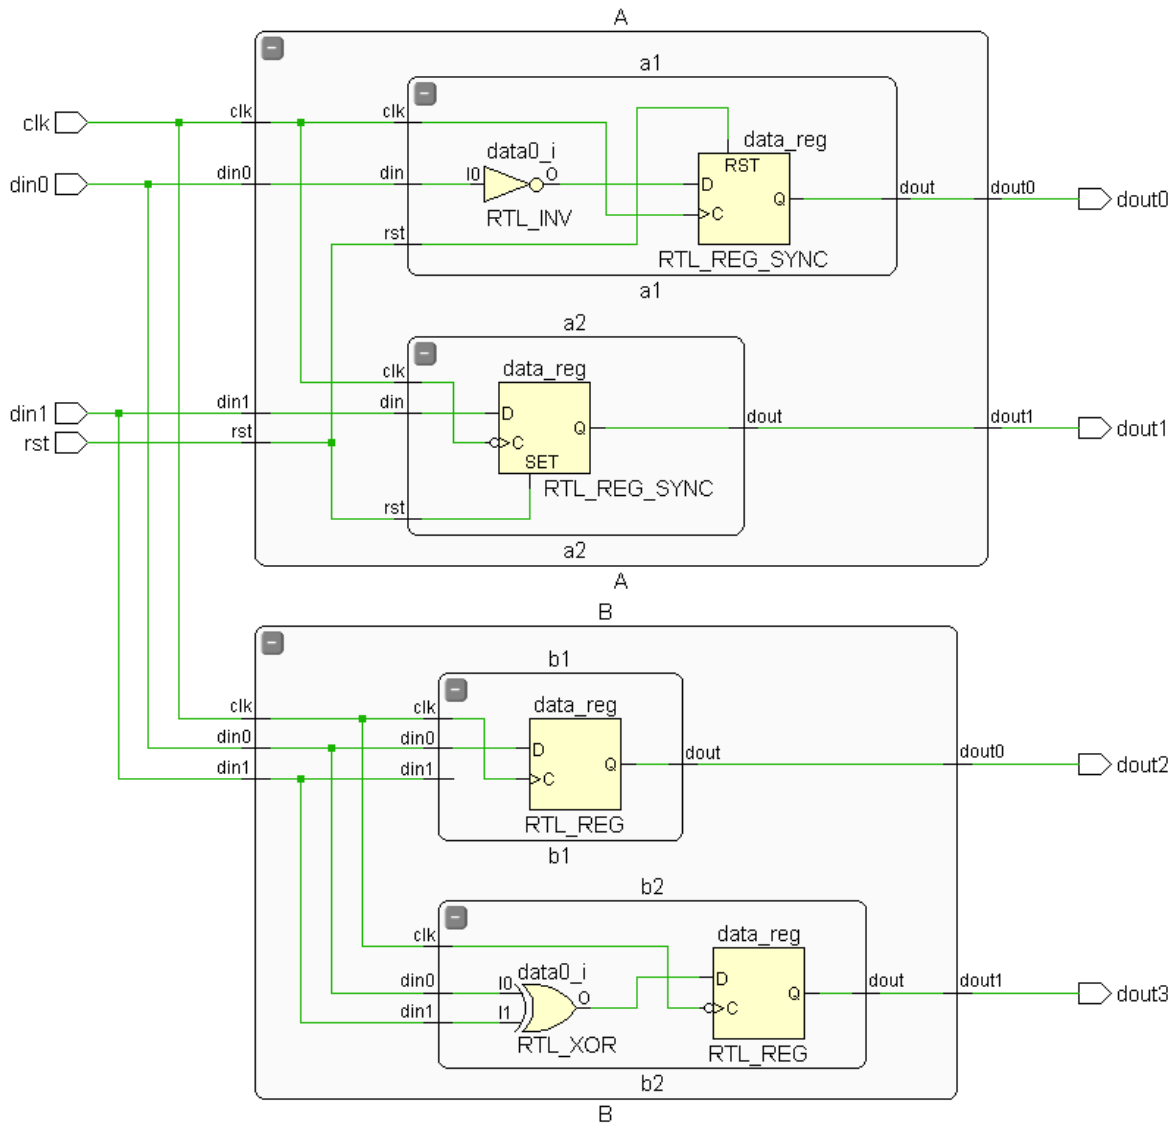 A
a1
clk
clk
clk
data0_i
data_reg
RST
din0
din0
din
I0
O
D
Q
dout
dout0
dout0
RTL_INV
C
rst
RTL_REG_SYNC
a1
a2
clk
data_reg
din1
din1
din
D
Q
dout
dout1
dout1
rst
rst
C
SET
RTL_REG_SYNC
rst
a2
A
B
b1
clk
clk
data_reg
din0
din0
D
Q
dout
dout0
dout2
din1
din1
C
RTL_REG
b1
b2
clk
data_reg
data0_i
din0
I0
O
D
Q
dout
dout1
dout3
din1
I1
C
RTL_XOR
RTL_REG
b2
B